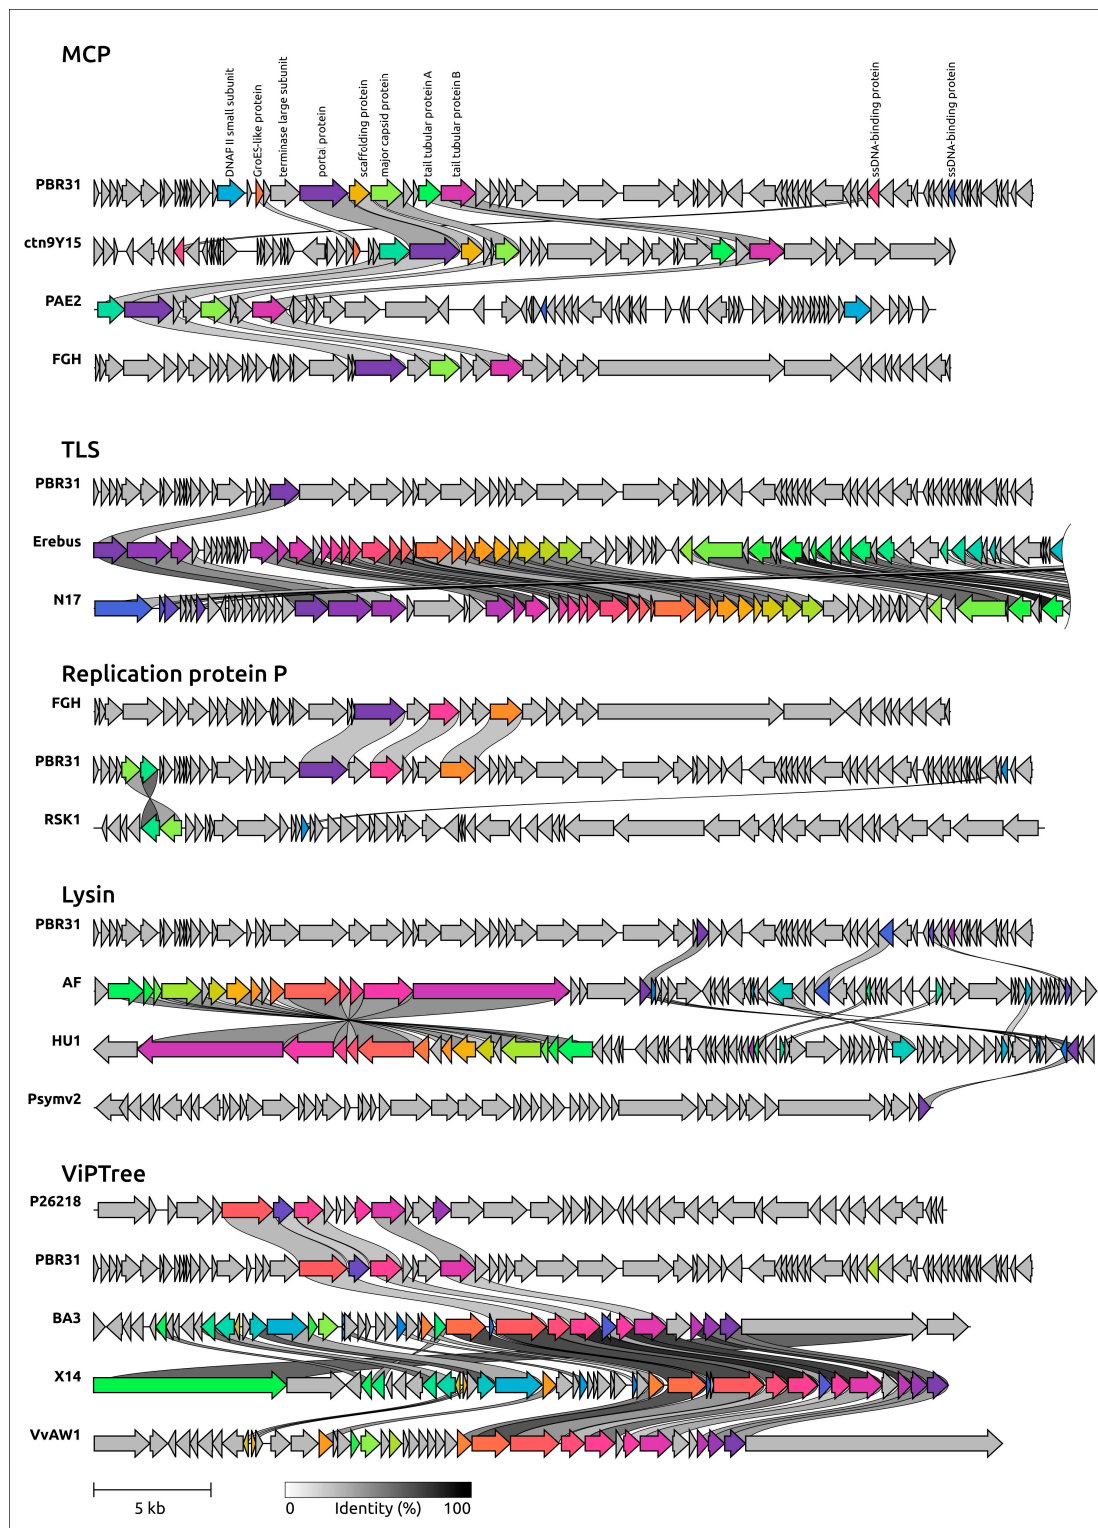 MCP
DNAP II small subunit
GroES-like protein
terminase large subunit
portal protein
scaffolding protein
major capsid protein
tail tubular protein A
tail tubular protein B
ssDNA-binding protein
ssDNA-binding protein
PBR31
ctn9Y15
PAE2
FGH
TLS
PBR31
Erebus
N17
Replication protein P
FGH
PBR31
RSK1
Lysin
PBR31
AF
HU1
Psymv2
ViPTree
P26218
PBR31
BA3
X14
VvAW1
5 kb
0 Identity (%) 100